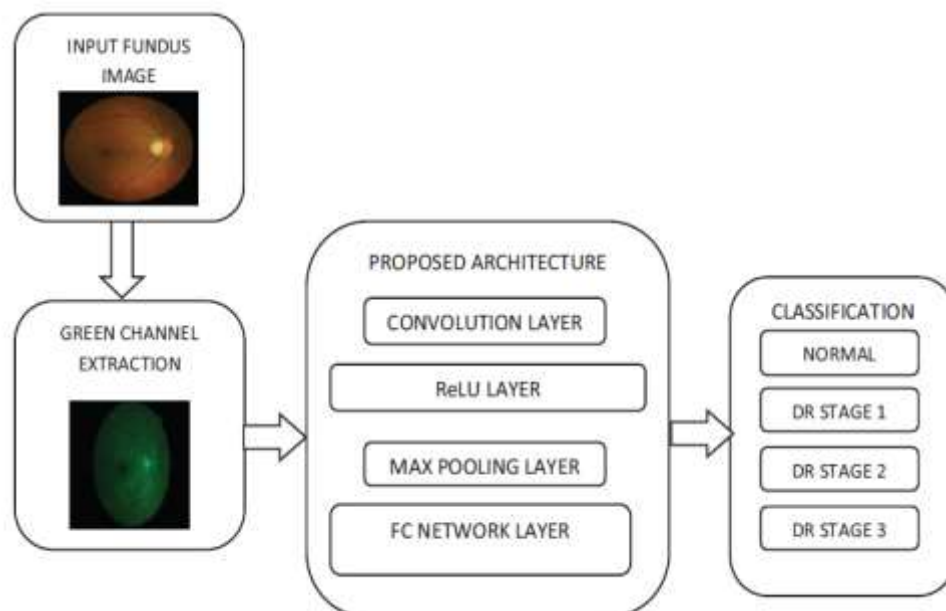 INPUT FUNDUS
IMAGE
GREEN CHANNEL
EXTRACTION
PROPOSED ARCHITECTURE
CONVOLUTION LAYER
ReLU LAYER
MAX POOLING LAYER
FC NETWORK LAYER
CLASSIFICATION
NORMAL
DR STAGE 1
DR STAGE 2
DR STAGE 3